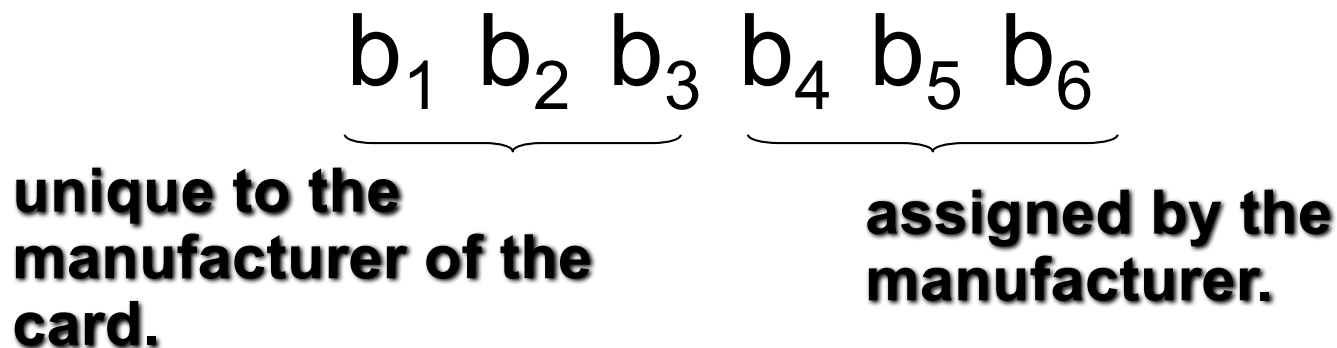 b₁ b₂ b₃ b₄ b₅ b₆
unique to the
manufacturer of the
card.
assigned by the
manufacturer.